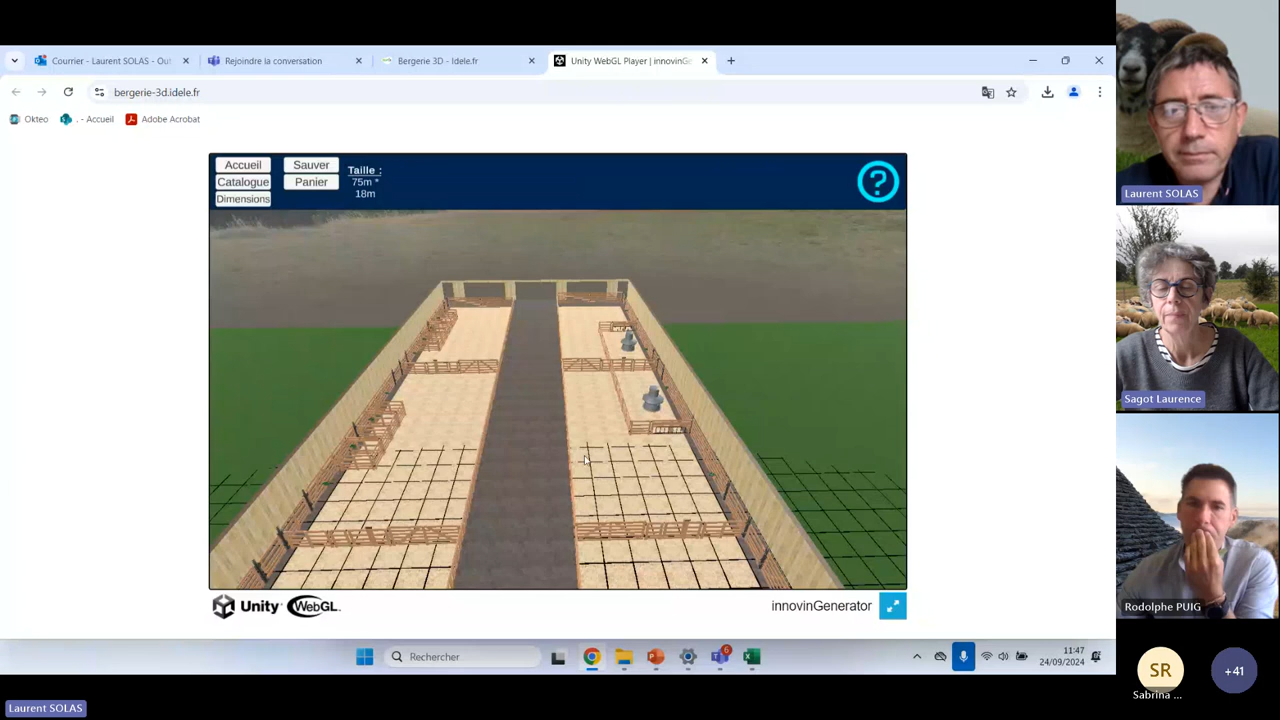 Courrier - Laurent SOLAS - Out
Rejoindre la conversation
Bergerie 3D - Idele.fr
Unity WebGL Player | innovinGe
bergerie-3d.idele.fr
Okteo
. - Accueil
Adobe Acrobat
Accueil
Sauver
Taille :
Catalogue
Panier
75m *
18m
Dimensions
?
Unity WebGL.
innovinGenerator
Rechercher
6
11:47
24/09/2024
Laurent SOLAS
Laurent SOLAS
Sagot Laurence
Rodolphe PUIG
SR
+41
Sabrina ...